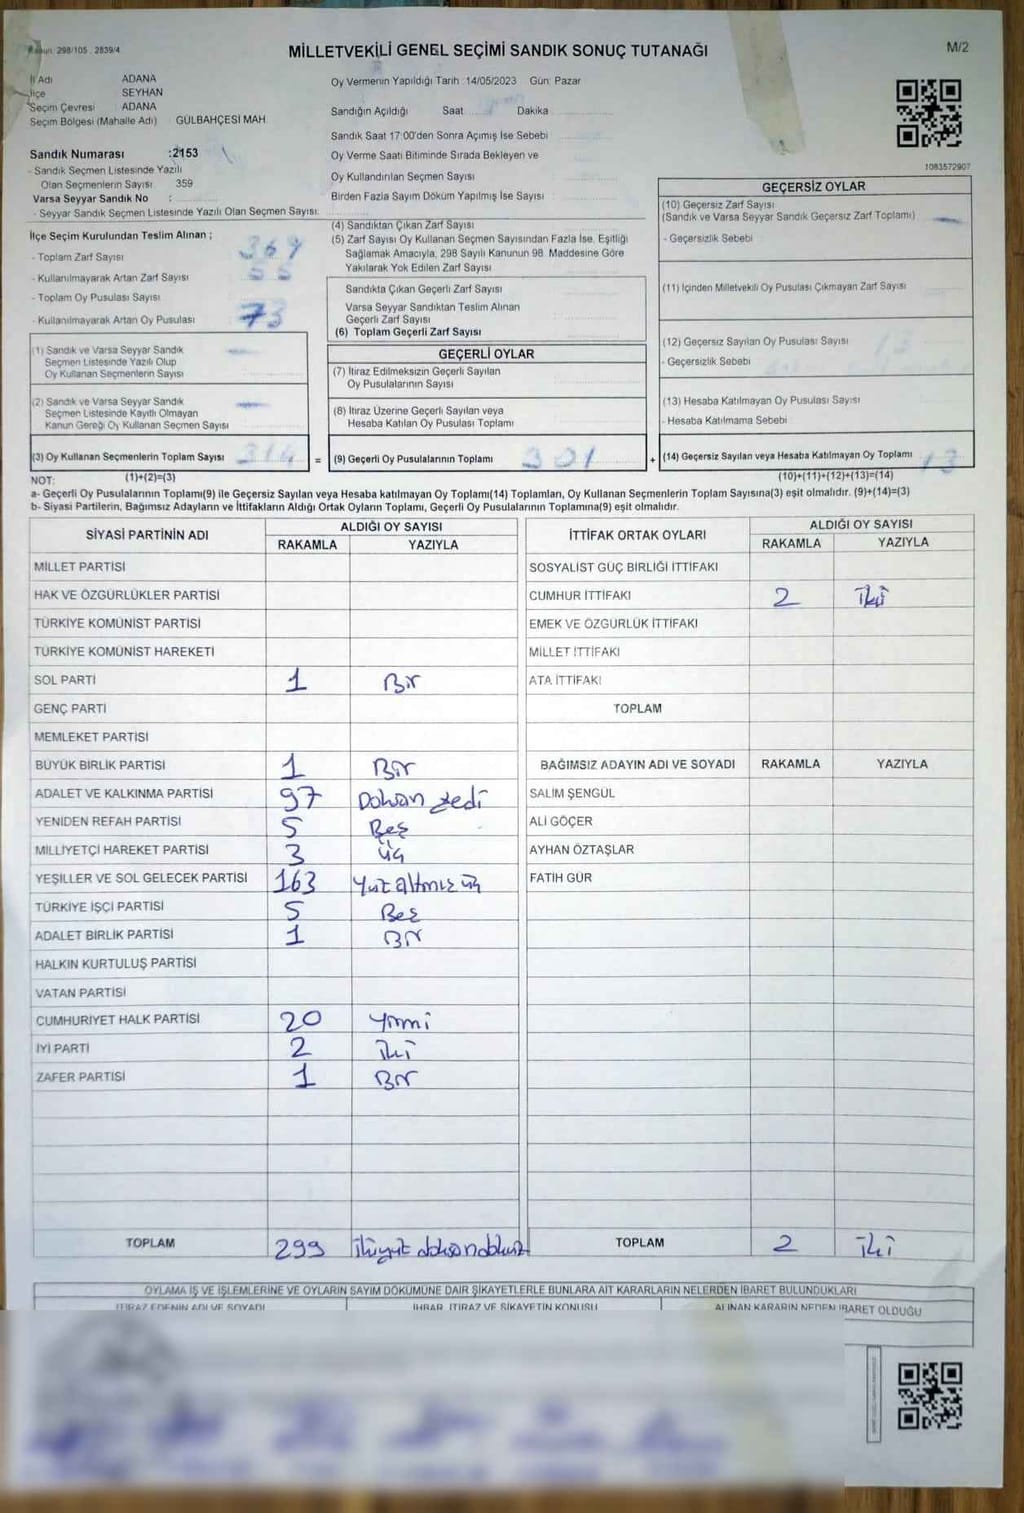 Kanun 298/105, 2839/4
MİLLETVEKİLİ GENEL SEÇİMİ SANDIK SONUÇ TUTANAĞI
M/2
İl Adı ADANA
İlçe SEYHAN
Seçim Çevresi ADANA
Seçim Bölgesi (Mahalle Adı) GÜLBAHÇESİ MAH.
Sandık Numarası :2153
- Sandık Seçmen Listesinde Yazılı
Olan Seçmenlerin Sayısı 359
Varsa Seyyar Sandık No :
- Seyyar Sandık Seçmen Listesinde Yazılı Olan Seçmen Sayısı:
İlçe Seçim Kurulundan Teslim Alınan ;
- Toplam Zarf Sayısı 369
- Kullanılmayarak Artan Zarf Sayısı 55
- Toplam Oy Pusulası Sayısı
- Kullanılmayarak Artan Oy Pusulası 73
(1) Sandık ve Varsa Seyyar Sandık
Seçmen Listesinde Yazılı Olup
Oy Kullanan Seçmenlerin Sayısı
(2) Sandık ve Varsa Seyyar Sandık
Seçmen Listesinde Kayıtlı Olmayan
Kanun Gereği Oy Kullanan Seçmen Sayısı
(3) Oy Kullanan Seçmenlerin Toplam Sayısı 314 =
(1)+(2)=(3)
Oy Vermenin Yapıldığı Tarih :14/05/2023 Gün: Pazar
Sandığın Açıldığı Saat Dakika
Sandık Saat 17:00'den Sonra Açımış İse Sebebi
Oy Verme Saati Bitiminde Sırada Bekleyen ve
Oy Kullandırılan Seçmen Sayısı :
Birden Fazla Sayım Döküm Yapılmış İse Sayısı :
(4) Sandıktan Çıkan Zarf Sayısı
(5) Zarf Sayısı Oy Kullanan Seçmen Sayısından Fazla İse, Eşitliği
Sağlamak Amacıyla, 298 Sayılı Kanunun 98. Maddesine Göre
Yakılarak Yok Edilen Zarf Sayısı
Sandıkta Çıkan Geçerli Zarf Sayısı
Varsa Seyyar Sandıktan Teslim Alınan
Geçerli Zarf Sayısı
(6) Toplam Geçerli Zarf Sayısı
GEÇERLİ OYLAR
(7) İtiraz Edilmeksizin Geçerli Sayılan
Oy Pusulalarının Sayısı
(8) İtiraz Üzerine Geçerli Sayılan veya
Hesaba Katılan Oy Pusulası Toplamı
(9) Geçerli Oy Pusulalarının Toplamı 301 +
1083572907
GEÇERSİZ OYLAR
(10) Geçersiz Zarf Sayısı
(Sandık ve Varsa Seyyar Sandık Geçersiz Zarf Toplamı)
- Geçersizlik Sebebi
(11) İçinden Milletvekili Oy Pusulası Çıkmayan Zarf Sayısı
(12) Geçersiz Sayılan Oy Pusulası Sayısı 13
- Geçersizlik Sebebi
(13) Hesaba Katılmayan Oy Pusulası Sayısı
- Hesaba Katılmama Sebebi
(14) Geçersiz Sayılan veya Hesaba Katılmayan Oy Toplamı 13
(10)+(11)+(12)+(13)=(14)
NOT:
a- Geçerli Oy Pusulalarının Toplamı(9) ile Geçersiz Sayılan veya Hesaba katılmayan Oy Toplamı(14) Toplamları, Oy Kullanan Seçmenlerin Toplam Sayısına(3) eşit olmalıdır. (9)+(14)=(3)
b- Siyasi Partilerin, Bağımsız Adayların ve İttifakların Aldığı Ortak Oyların Toplamı, Geçerli Oy Pusulalarının Toplamına(9) eşit olmalıdır.
SİYASİ PARTİNİN ADI ALDIĞI OY SAYISI
RAKAMLA YAZIYLA
MİLLET PARTİSİ
HAK VE ÖZGÜRLÜKLER PARTİSİ
TÜRKİYE KOMÜNİST PARTİSİ
TÜRKİYE KOMÜNİST HAREKETİ
SOL PARTİ 1 Bir
GENÇ PARTİ
MEMLEKET PARTİSİ
BÜYÜK BİRLİK PARTİSİ 1 Bir
ADALET VE KALKINMA PARTİSİ 97 Doksan yedi
YENİDEN REFAH PARTİSİ 5 Beş
MİLLİYETÇİ HAREKET PARTİSİ 3 üç
YEŞİLLER VE SOL GELECEK PARTİSİ 163 Yüz altmış üç
TÜRKİYE İŞÇİ PARTİSİ 5 Beş
ADALET BİRLİK PARTİSİ 1 Bir
HALKIN KURTULUŞ PARTİSİ
VATAN PARTİSİ
CUMHURİYET HALK PARTİSİ 20 Yirmi
İYİ PARTİ 2 iki
ZAFER PARTİSİ 1 Bir
TOPLAM 299 ikiyüz doksandokuz
İTTİFAK ORTAK OYLARI ALDIĞI OY SAYISI
RAKAMLA YAZIYLA
SOSYALİST GÜÇ BİRLİĞİ İTTİFAKI
CUMHUR İTTİFAKI 2 iki
EMEK VE ÖZGÜRLÜK İTTİFAKI
MİLLET İTTİFAKI
ATA İTTİFAKI
TOPLAM
BAĞIMSIZ ADAYIN ADI VE SOYADI RAKAMLA YAZIYLA
SALİM ŞENGÜL
ALİ GÖÇER
AYHAN ÖZTAŞLAR
FATİH GÜR
TOPLAM 2 iki
OYLAMA İŞ VE İŞLEMLERİNE VE OYLARIN SAYIM DÖKÜMÜNE DAİR ŞİKAYETLERLE BUNLARA AİT KARARLARIN NELERDEN İBARET BULUNDUKLARI
İTİRAZ EDENİN ADI VE SOYADI İHBAR, İTİRAZ VE ŞİKAYETİN KONUSU ALINAN KARARIN NEDEN İBARET OLDUĞU